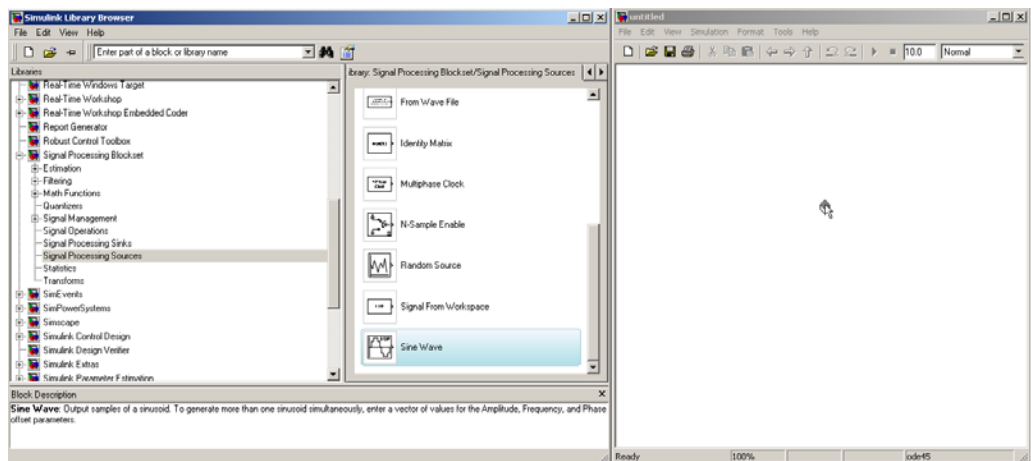 Simulink Library Browser
File Edit View Help
Enter part of a block or library name
Libraries
Real-Time Windows Target
Real-Time Workshop
Real-Time Workshop Embedded Coder
Report Generator
Robust Control Toolbox
Signal Processing Blockset
Estimation
Filtering
Math Functions
Quantizers
Signal Management
Signal Operations
Signal Processing Sinks
Signal Processing Sources
Statistics
Transforms
SimEvents
SimPowerSystems
Simscape
Simulink Control Design
Simulink Design Verifier
Simulink Extras
Simulink Parameter Estimation
Library: Signal Processing Blockset/Signal Processing Sources
From Wave File
Identity Matrix
Multiphase Clock
N-Sample Enable
Random Source
Signal From Workspace
Sine Wave
Block Description
Sine Wave: Output samples of a sinusoid. To generate more than one sinusoid simultaneously, enter a vector of values for the Amplitude, Frequency, and Phase
offset parameters.
untitled
File Edit View Simulation Format Tools Help
10.0 Normal
Ready 100% ode45